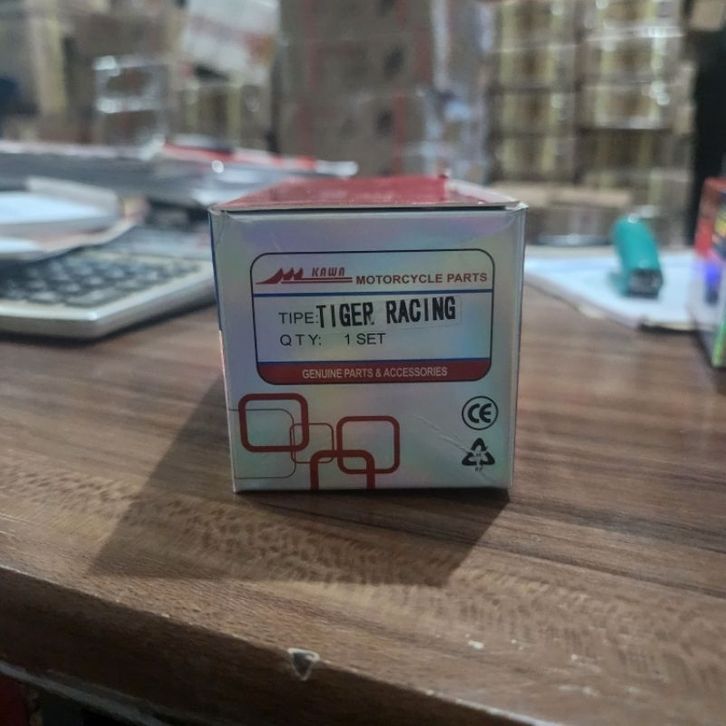 KAWA MOTORCYCLE PARTS
TIPE: TIGER RACING
QTY: 1 SET
GENUINE PARTS & ACCESSORIES
CE